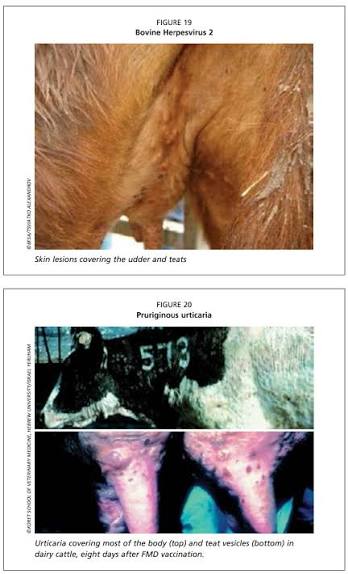 FIGURE 19
Bovine Herpesvirus 2
Skin lesions covering the udder and teats
FIGURE 20
Pruriginous urticaria
573
Urticaria covering most of the body (top) and teat vesicles (bottom) in
dairy cattle, eight days after FMD vaccination.